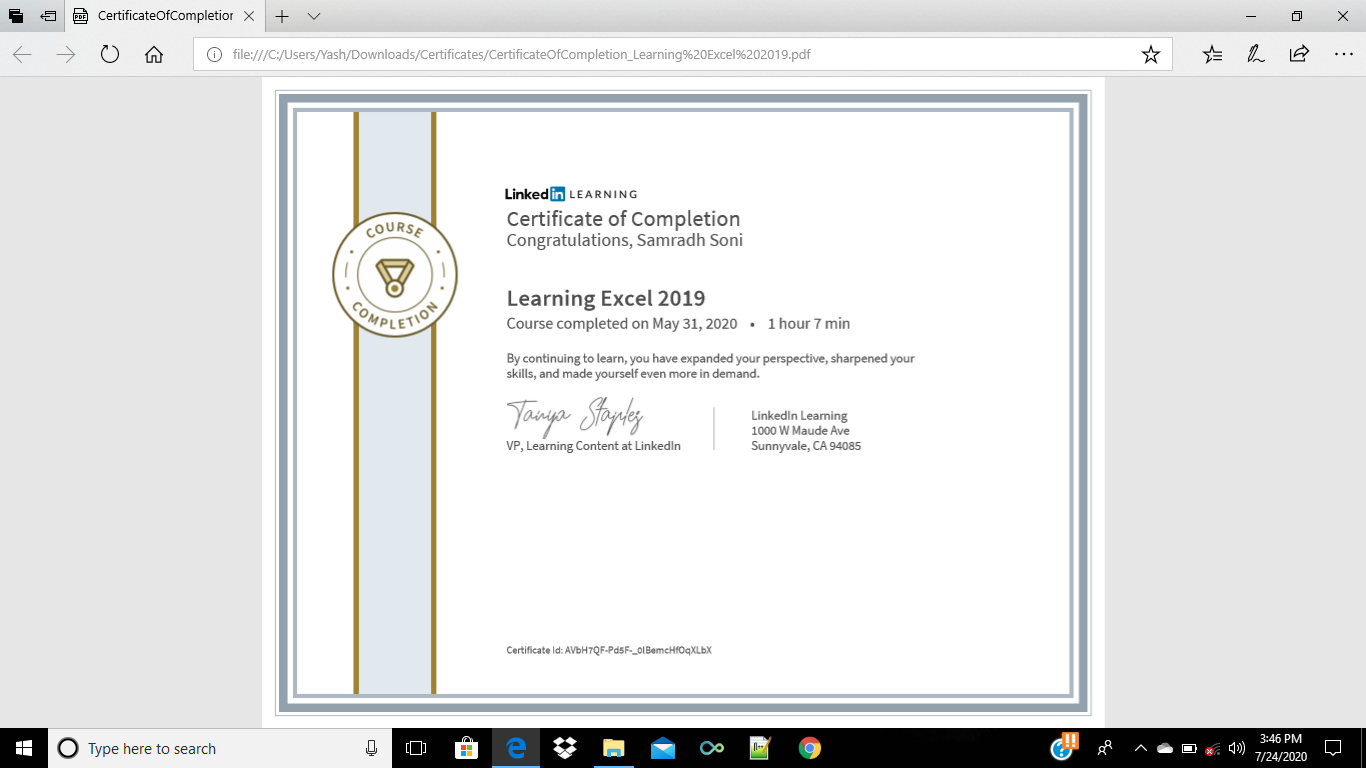 CertificateOfCompletion
file:///C:/Users/Yash/Downloads/Certificates/CertificateOfCompletion_Learning%20Excel%202019.pdf
COURSE
COMPLETION
Linked in LEARNING
Certificate of Completion
Congratulations, Samradh Soni
Learning Excel 2019
Course completed on May 31, 2020 • 1 hour 7 min
By continuing to learn, you have expanded your perspective, sharpened your
skills, and made yourself even more in demand.
Tanya Staples
VP, Learning Content at LinkedIn
LinkedIn Learning
1000 W Maude Ave
Sunnyvale, CA 94085
Certificate Id: AVbH7QF-Pd5F-_0lBemcHfOqXLbX
Type here to search
3:46 PM
7/24/2020